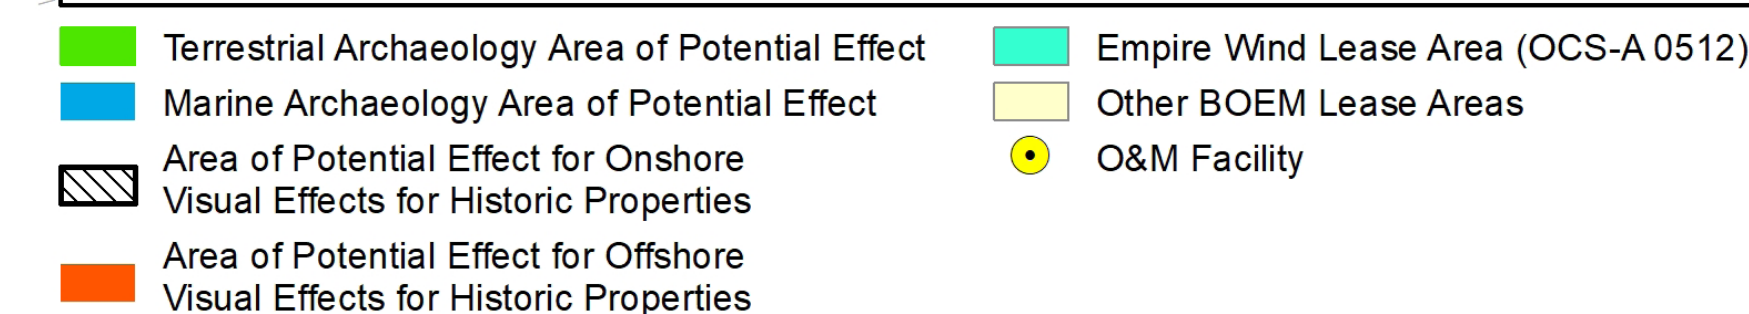 Terrestrial Archaeology Area of Potential Effect
Marine Archaeology Area of Potential Effect
Area of Potential Effect for Onshore
Visual Effects for Historic Properties
Area of Potential Effect for Offshore
Visual Effects for Historic Properties
Empire Wind Lease Area (OCS-A 0512)
Other BOEM Lease Areas
O&M Facility